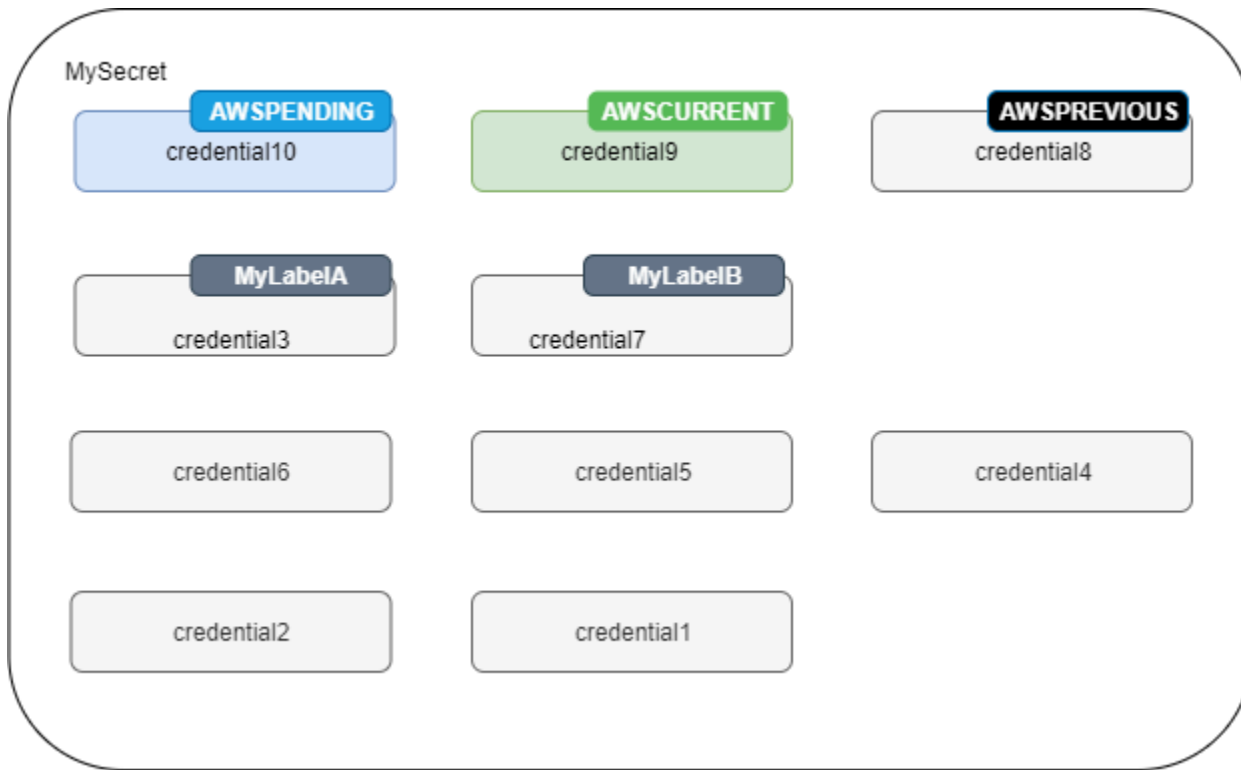 MySecret
AWSPENDING
credential10
AWSCURRENT
credential9
AWSPREVIOUS
credential8
MyLabelA
credential3
MyLabelB
credential7
credential6
credential5
credential4
credential2
credential1